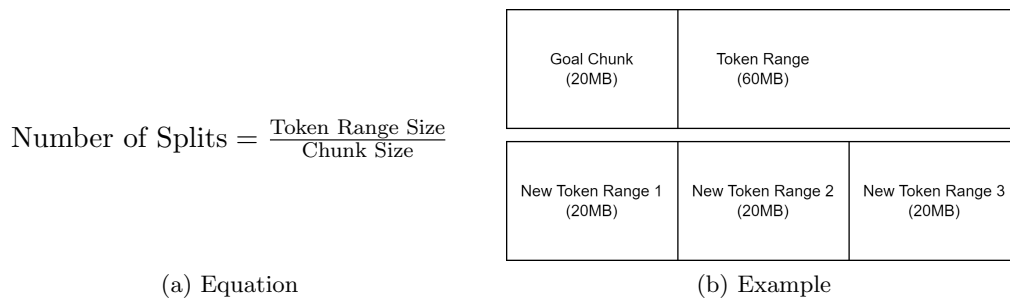 Number of Splits = Token Range Size / Chunk Size
(a) Equation
Goal Chunk
(20MB)
Token Range
(60MB)
New Token Range 1
(20MB)
New Token Range 2
(20MB)
New Token Range 3
(20MB)
(b) Example